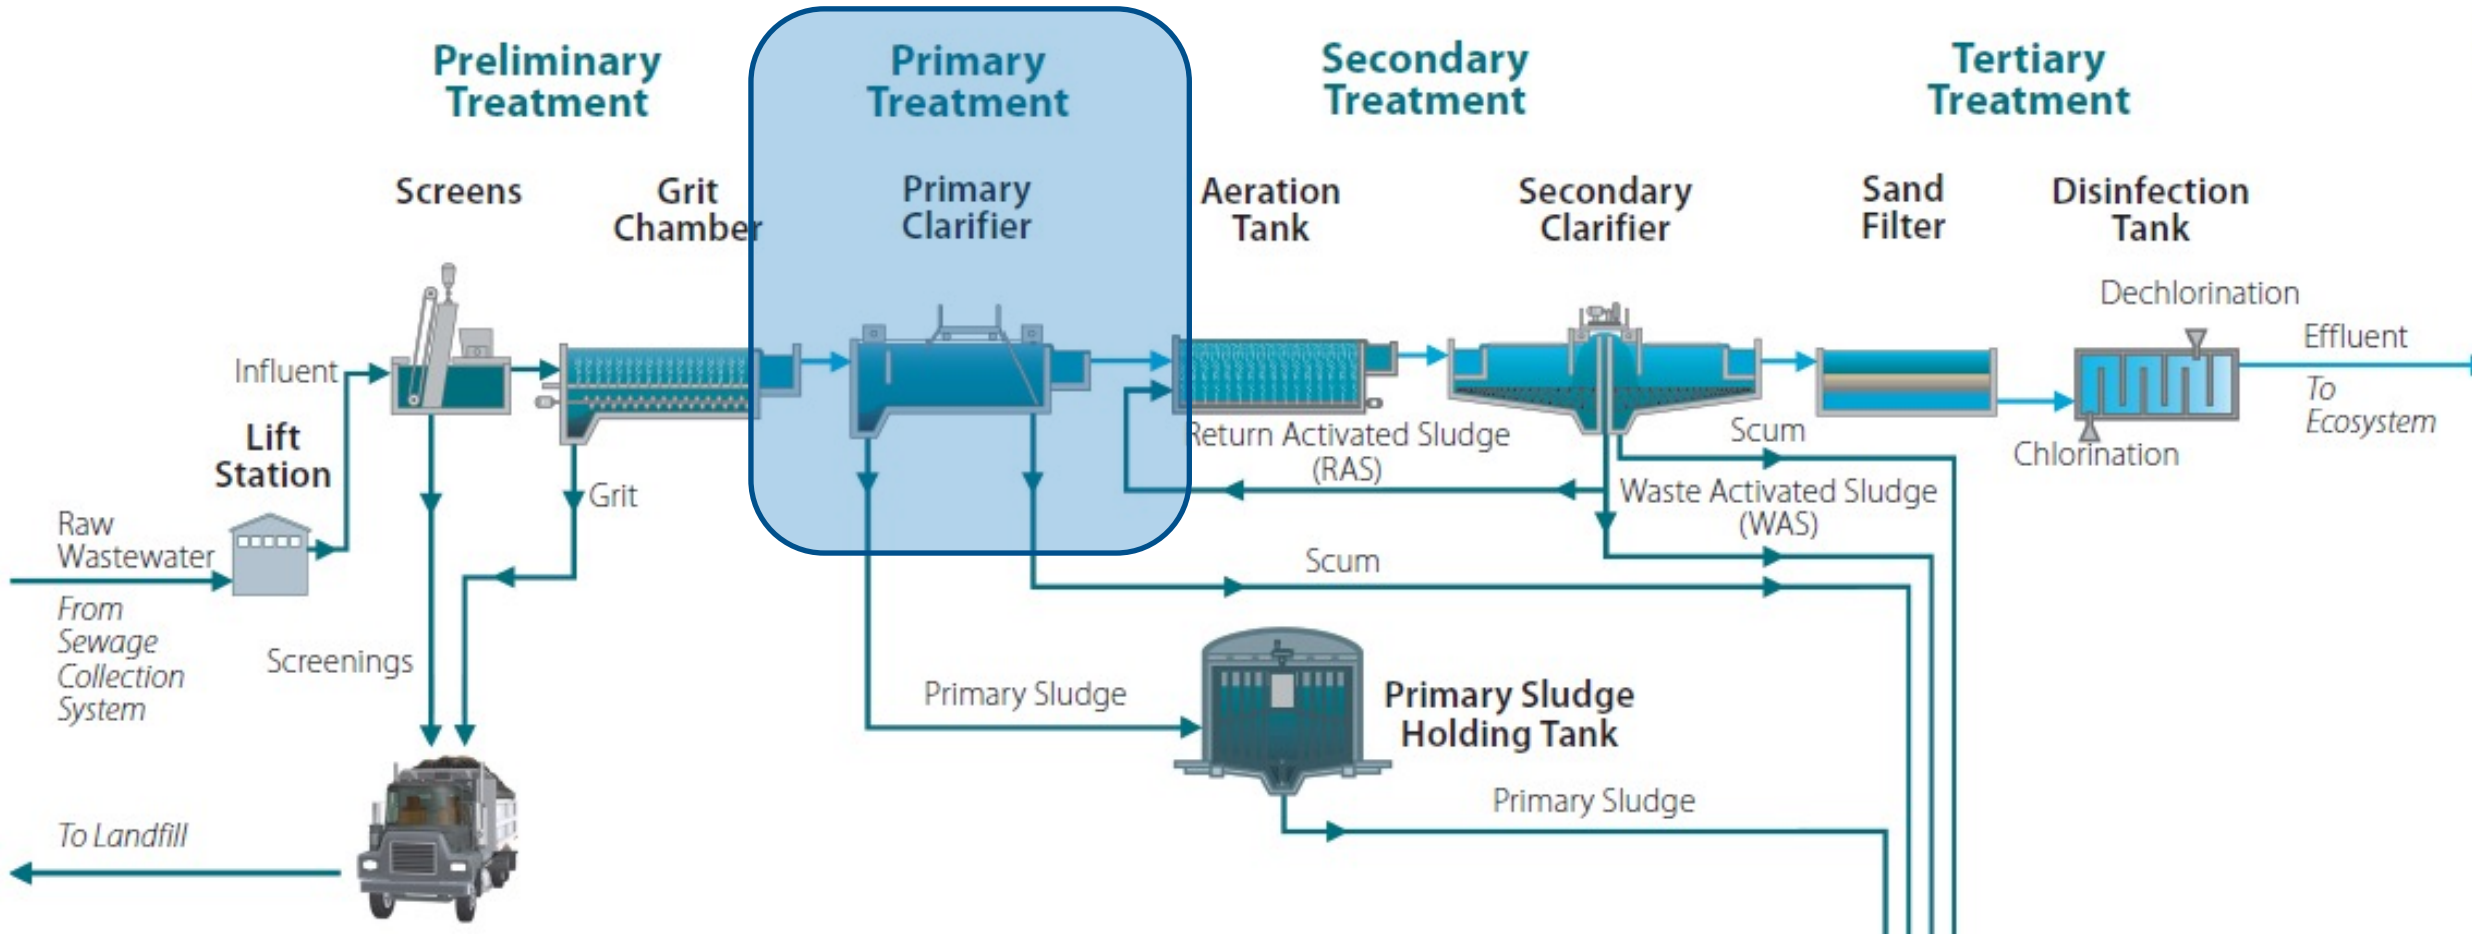 Preliminary
Treatment
Primary
Treatment
Secondary
Treatment
Tertiary
Treatment
Screens
Grit
Chamber
Primary
Clarifier
Aeration
Tank
Secondary
Clarifier
Sand
Filter
Disinfection
Tank
Dechlorination
Influent
Effluent
To
Ecosystem
Lift
Station
Return Activated Sludge
(RAS)
Scum
Chlorination
Grit
Waste Activated Sludge
(WAS)
Raw
Wastewater
From
Sewage
Collection
System
Scum
Screenings
Primary Sludge
Primary Sludge
Holding Tank
Primary Sludge
To Landfill